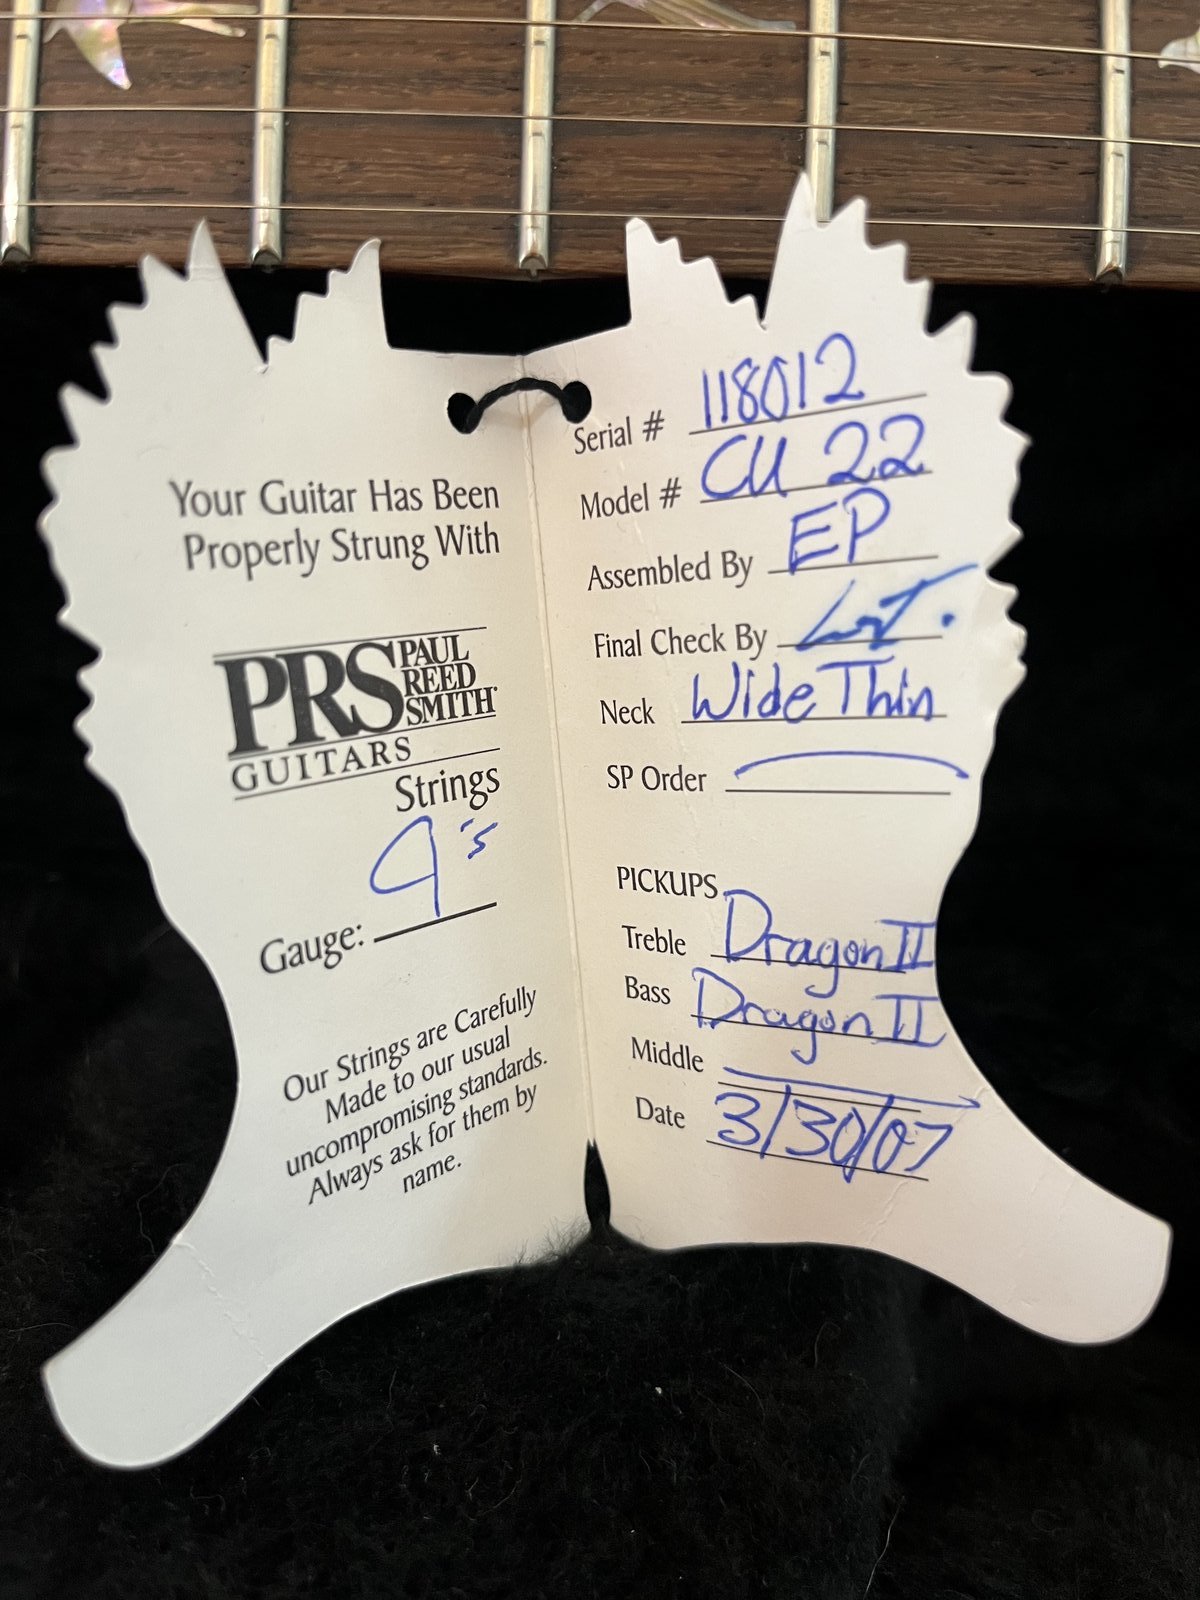 Your Guitar Has Been
Properly Strung With
PRS PAUL
REED
SMITH
GUITARS
Strings
Gauge: 9's
Our Strings are Carefully
Made to our usual
uncompromising standards.
Always ask for them by
name.
Serial # 118012
Model # CU 22
Assembled By EP
Final Check By
Neck Wide Thin
SP Order
PICKUPS
Treble Dragon II
Bass Dragon II
Middle
Date 3/30/07